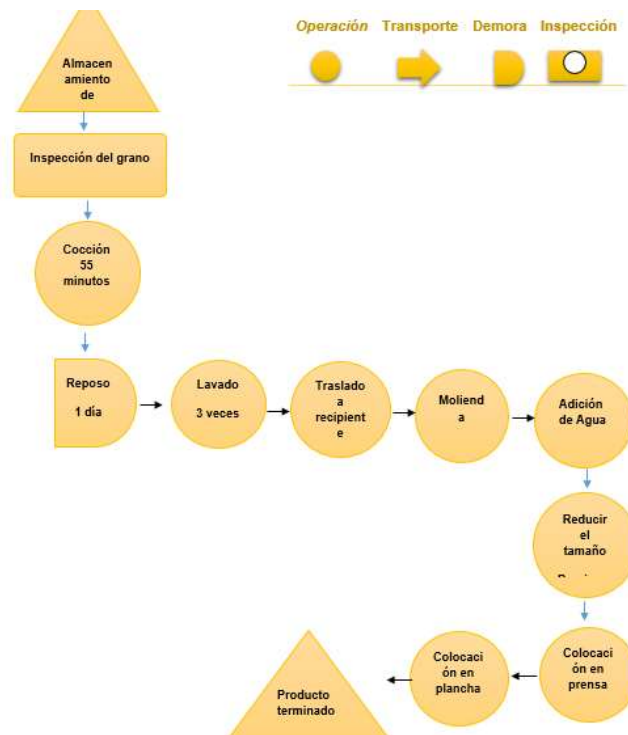 Operación Transporte Demora Inspección
Almacen
amiento
de
Inspección del grano
Cocción
55
minutos
Reposo
1 día
Lavado
3 veces
Traslado
a
recipient
e
Moliend
a
Adición
de Agua
Reducir
el
tamaño
Colocaci
ón en
prensa
Colocaci
ón en
plancha
Producto
terminado